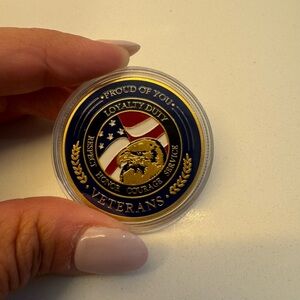 • PROUD OF YOU •
LOYALTY DUTY
RESPECT HONOR COURAGE SERVICE
• VETERANS •